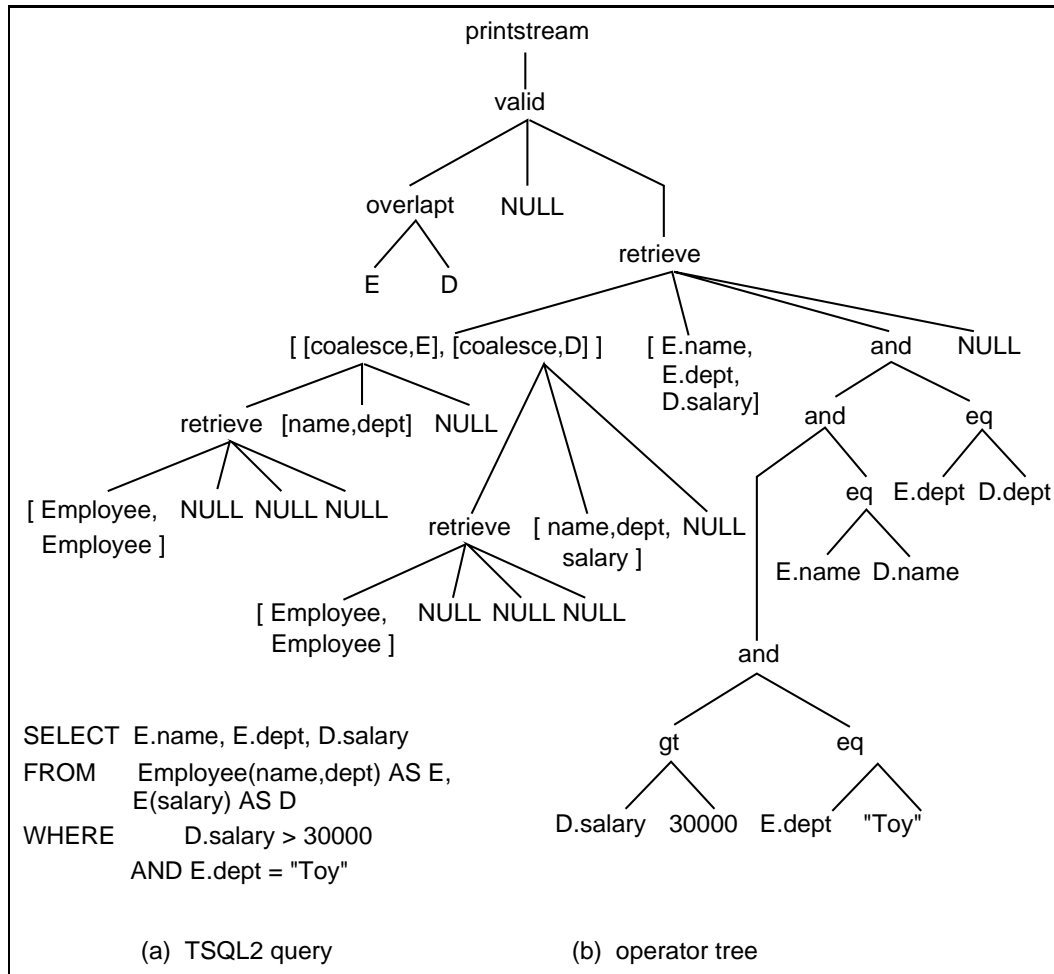 printstream
valid
overlapt NULL
retrieve
E D
[ [coalesce,E], [coalesce,D] ] [ E.name, and NULL
E.dept,
D.salary]
retrieve [name,dept] NULL and eq
[ Employee, NULL NULL NULL eq E.dept D.dept
Employee ] retrieve [ name,dept, NULL
salary ]
E.name D.name
[ Employee, NULL NULL NULL
Employee ]
and
SELECT E.name, E.dept, D.salary gt eq
FROM Employee(name,dept) AS E,
E(salary) AS D
D.salary 30000 E.dept "Toy"
WHERE D.salary > 30000
AND E.dept = "Toy"
(a) TSQL2 query (b) operator tree